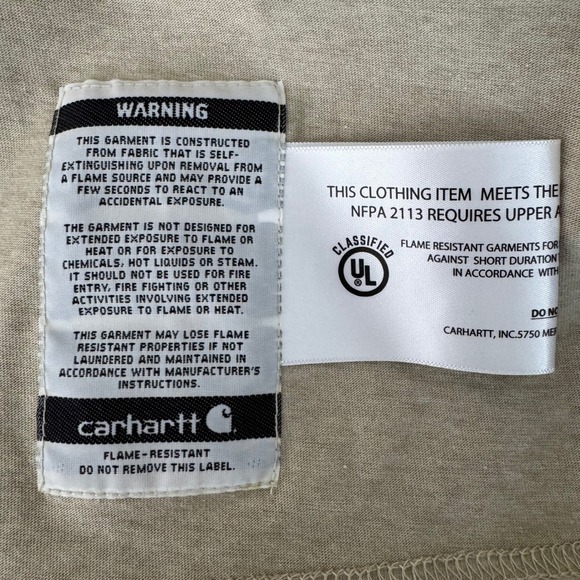 WARNING
THIS GARMENT IS CONSTRUCTED
FROM FABRIC THAT IS SELF-
EXTINGUISHING UPON REMOVAL FROM
A FLAME SOURCE AND MAY PROVIDE A
FEW SECONDS TO REACT TO AN
ACCIDENTAL EXPOSURE.
THE GARMENT IS NOT DESIGNED FOR
EXTENDED EXPOSURE TO FLAME OR
HEAT OR FOR EXPOSURE TO
CHEMICALS, HOT LIQUIDS OR STEAM.
IT SHOULD NOT BE USED FOR FIRE
ENTRY, FIRE FIGHTING OR OTHER
ACTIVITIES INVOLVING EXTENDED
EXPOSURE TO FLAME OR HEAT.
THIS GARMENT MAY LOSE FLAME
RESISTANT PROPERTIES IF NOT
LAUNDERED AND MAINTAINED IN
ACCORDANCE WITH MANUFACTURER'S
INSTRUCTIONS.
carhartt
FLAME-RESISTANT
DO NOT REMOVE THIS LABEL.
THIS CLOTHING ITEM MEETS THE
NFPA 2113 REQUIRES UPPER A
CLASSIFIED
UL
FLAME RESISTANT GARMENTS FOR
AGAINST SHORT DURATION
IN ACCORDANCE WITH
DO NO
CARHARTT, INC.5750 MER